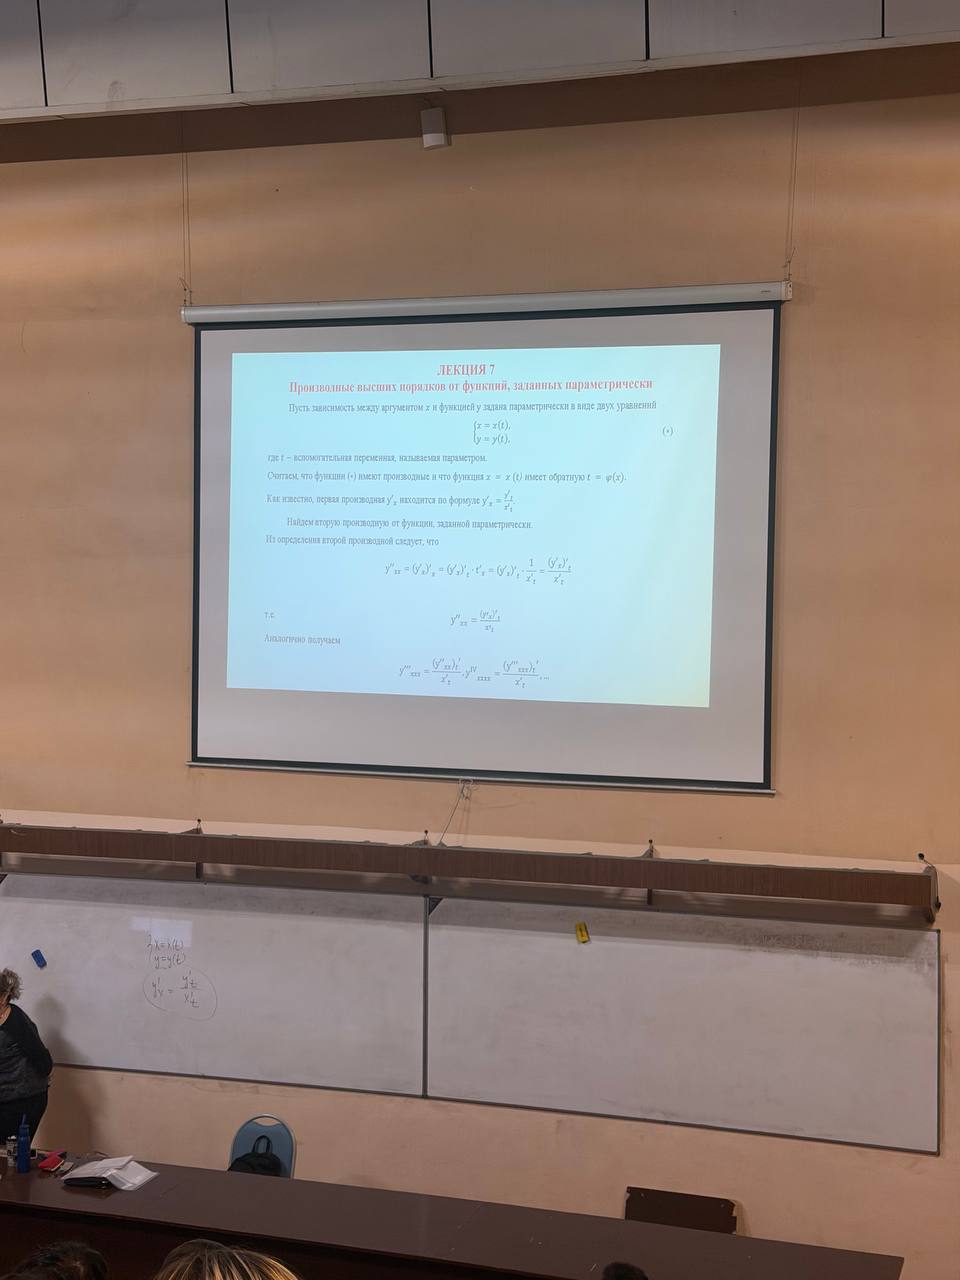 ЛЕКЦИЯ 7
Производные высших порядков от функций, заданных параметрически
Пусть зависимость между аргументом x и функцией y задана параметрически в виде двух уравнений
{x = x(t),
y = y(t).
(*)
где t – вспомогательная переменная, называемая параметром.
Считаем, что функции (*) имеют производные и что функция x = x (t) имеет обратную t = φ(x).
Как известно, первая производная y'ₓ находится по формуле y'ₓ = y'ₜ/x'ₜ
Найдем вторую производную от функции, заданной параметрически.
Из определения второй производной следует, что
y''ₓₓ = (y'ₓ)'ₓ = (y'ₓ)'ₜ · t'ₓ = (y'ₓ)'ₜ · 1/x'ₜ = (y'ₓ)'ₜ/x'ₜ
т.е.
y''ₓₓ = (y'ₓ)'ₜ/x'ₜ
Аналогично получаем
y'''ₓₓₓ = (y''ₓₓ)ₜ'/x'ₜ, yᴵⱽₓₓₓₓ = (y'''ₓₓₓ)ₜ'/x'ₜ, ...
{x=x(t)
y=y(t)
y'ₓ = y'ₜ/x'ₜ